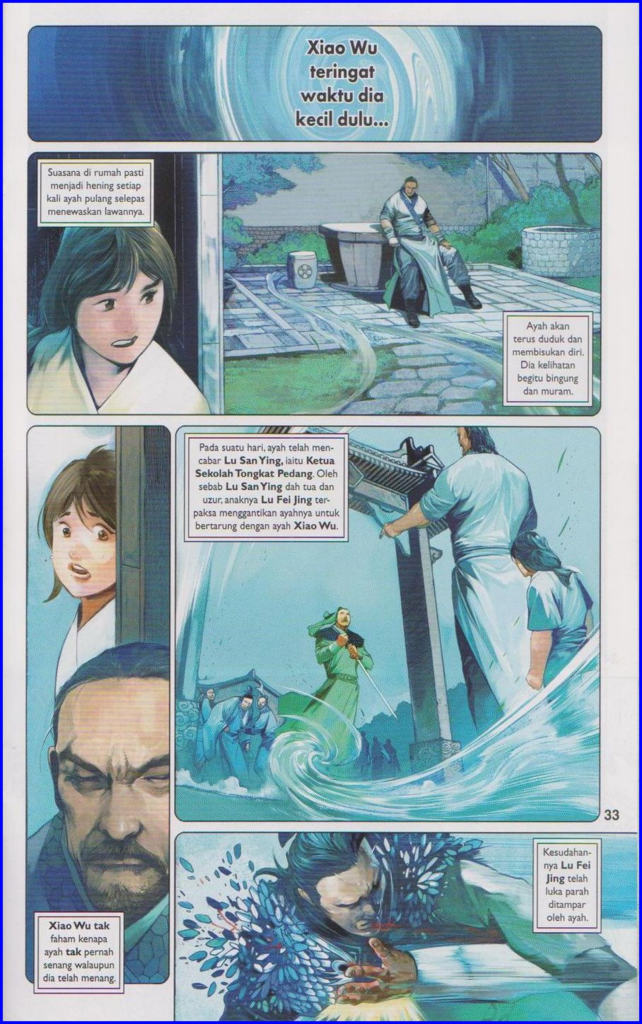 Xiao Wu
teringat
waktu dia
kecil dulu...
Suasana di rumah pasti
menjadi hening setiap
kali ayah pulang selepas
menewaskan lawannya.
Ayah akan
terus duduk dan
membisukan diri.
Dia kelihatan
begitu bingung
dan muram.
Pada suatu hari, ayah telah men-
cabar Lu San Ying, iaitu Ketua
Sekolah Tongkat Pedang. Oleh
sebab Lu San Ying dah tua dan
uzur, anaknya Lu Fei Jing ter-
paksa menggantikan ayahnya untuk
bertarung dengan ayah Xiao Wu.
Xiao Wu tak
faham kenapa
ayah tak pernah
senang walaupun
dia telah menang.
33
Kesudahan-
nya Lu Fei
Jing telah
luka parah
ditampar
oleh ayah.